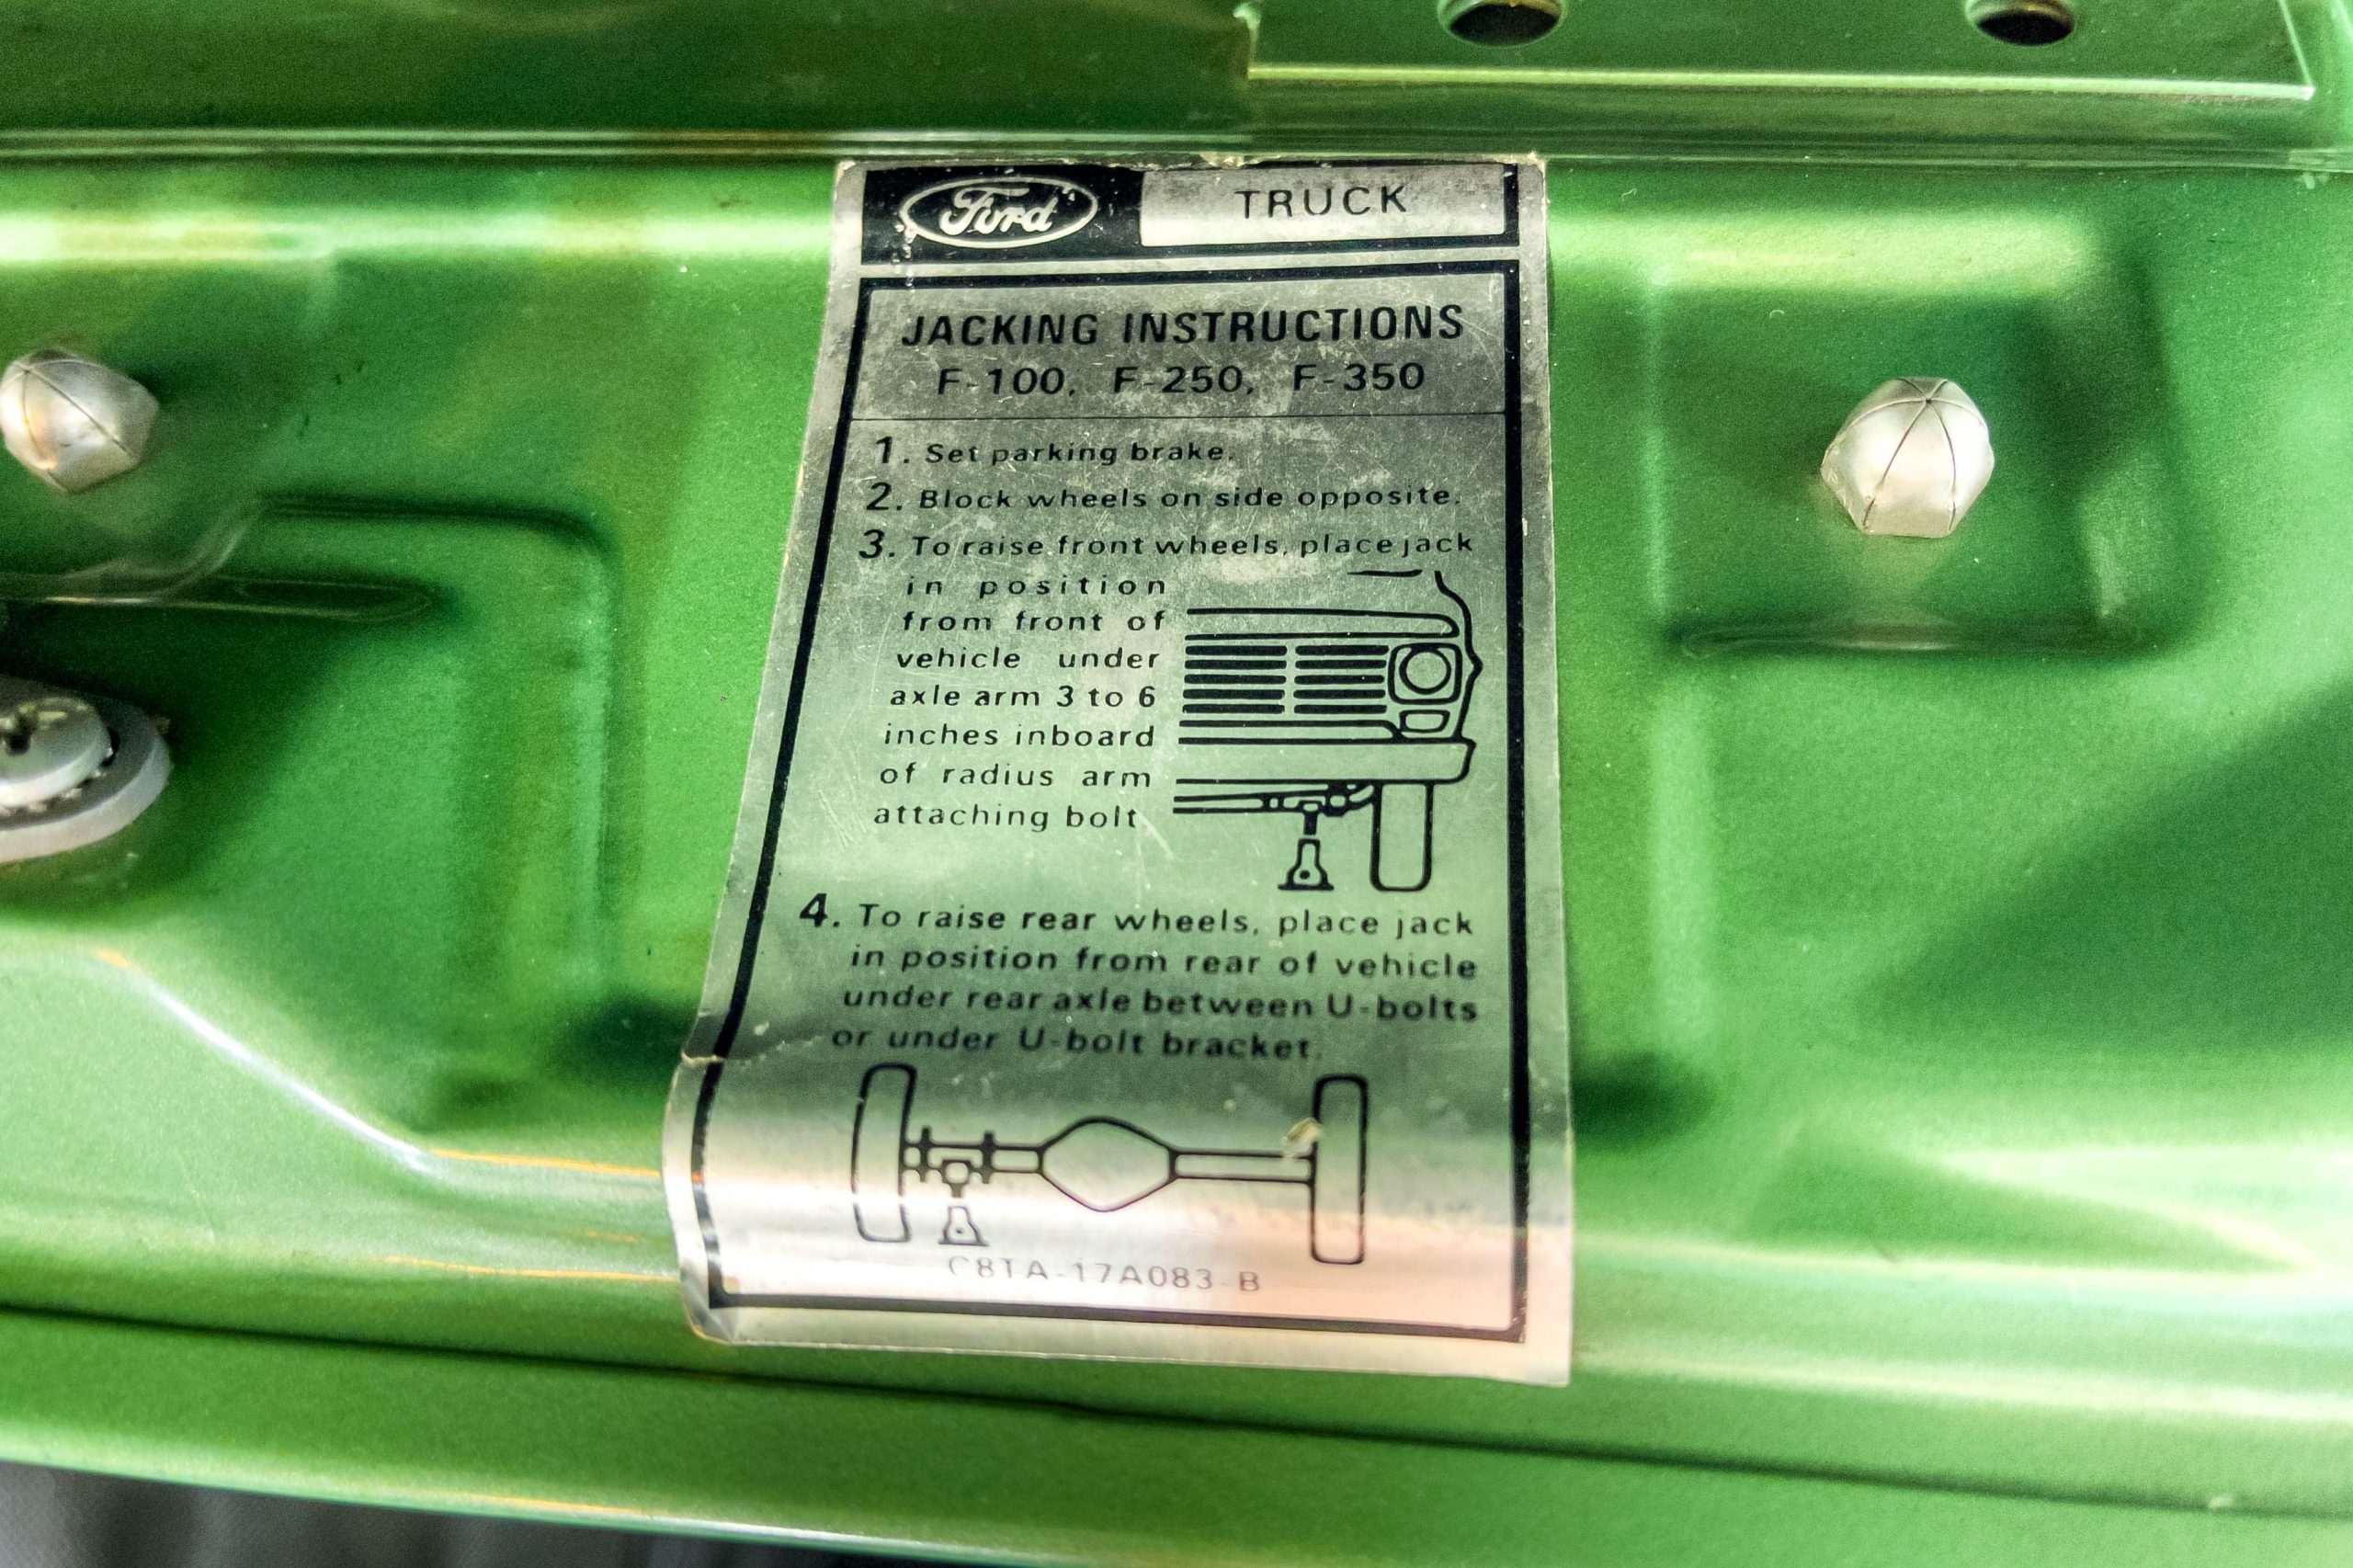 Ford TRUCK
JACKING INSTRUCTIONS
F-100, F-250, F-350
1. Set parking brake.
2. Block wheels on side opposite.
3. To raise front wheels, place jack
in position
from front of
vehicle under
axle arm 3 to 6
inches inboard
of radius arm
attaching bolt
4. To raise rear wheels, place jack
in position from rear of vehicle
under rear axle between U-bolts
or under U-bolt bracket.
C8TA-17A083-B